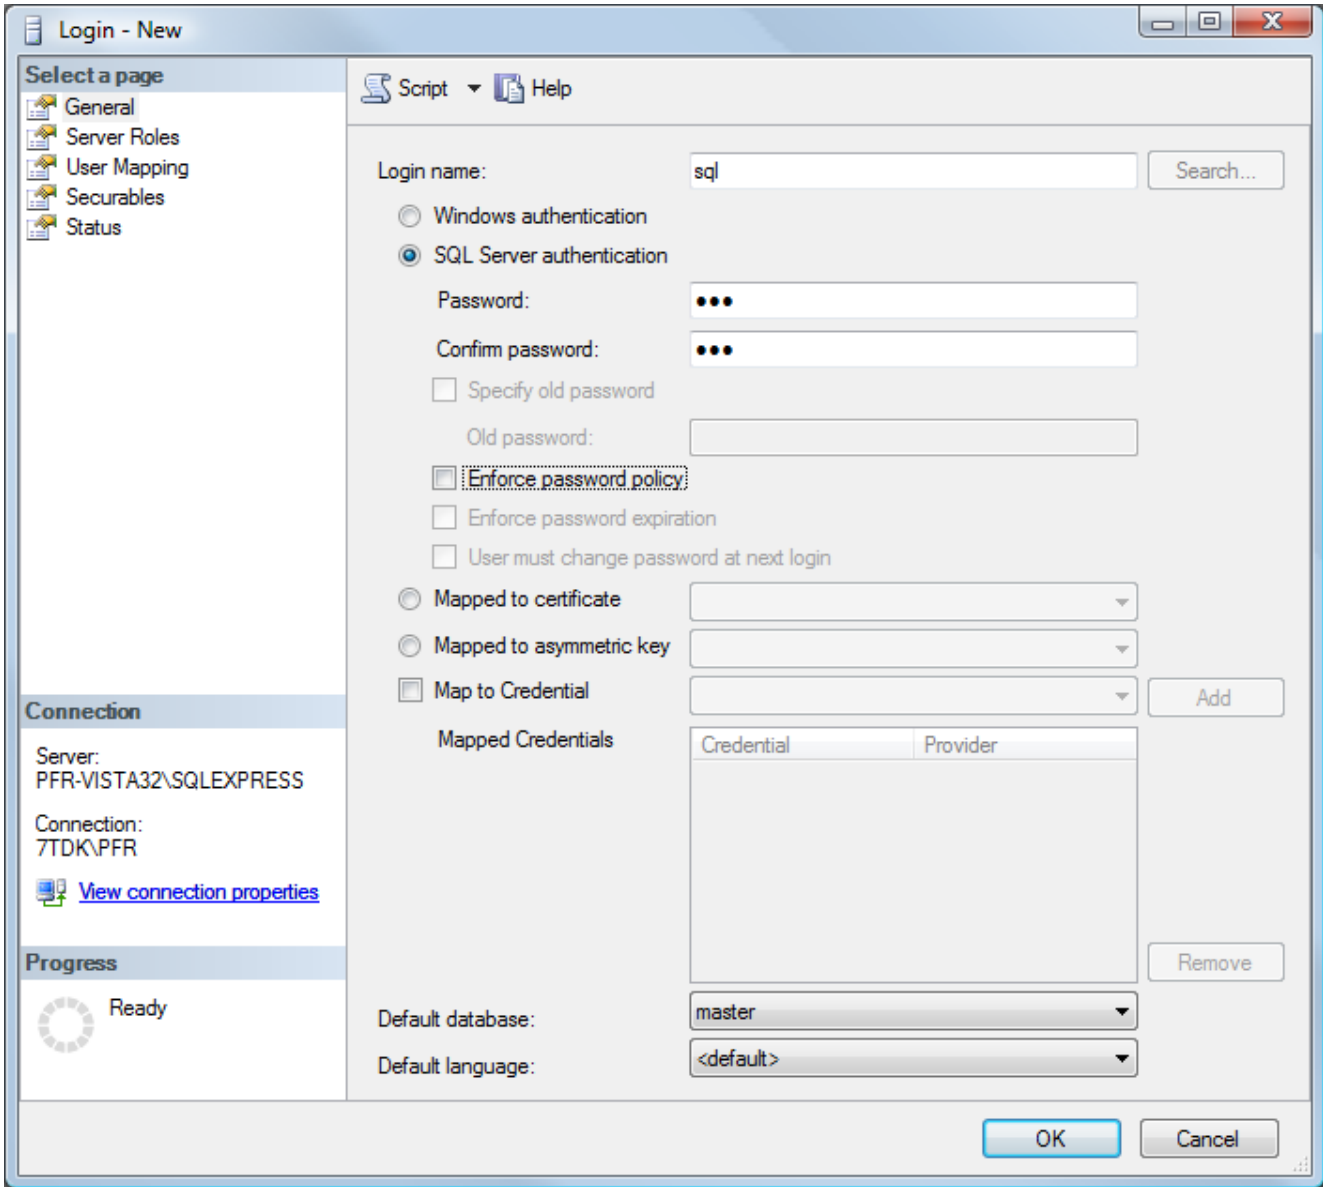 Login - New
Select a page
General
Server Roles
User Mapping
Securables
Status
Connection
Server:
PFR-VISTA32\SQLEXPRESS
Connection:
7TDK\PFR
View connection properties
Progress
Ready
Script
Help
Login name:
sql
Search...
Windows authentication
SQL Server authentication
Password:
●●●
Confirm password:
●●●
Specify old password
Old password:
Enforce password policy
Enforce password expiration
User must change password at next login
Mapped to certificate
Mapped to asymmetric key
Map to Credential
Add
Mapped Credentials
Credential
Provider
Remove
Default database:
master
Default language:
<default>
OK
Cancel